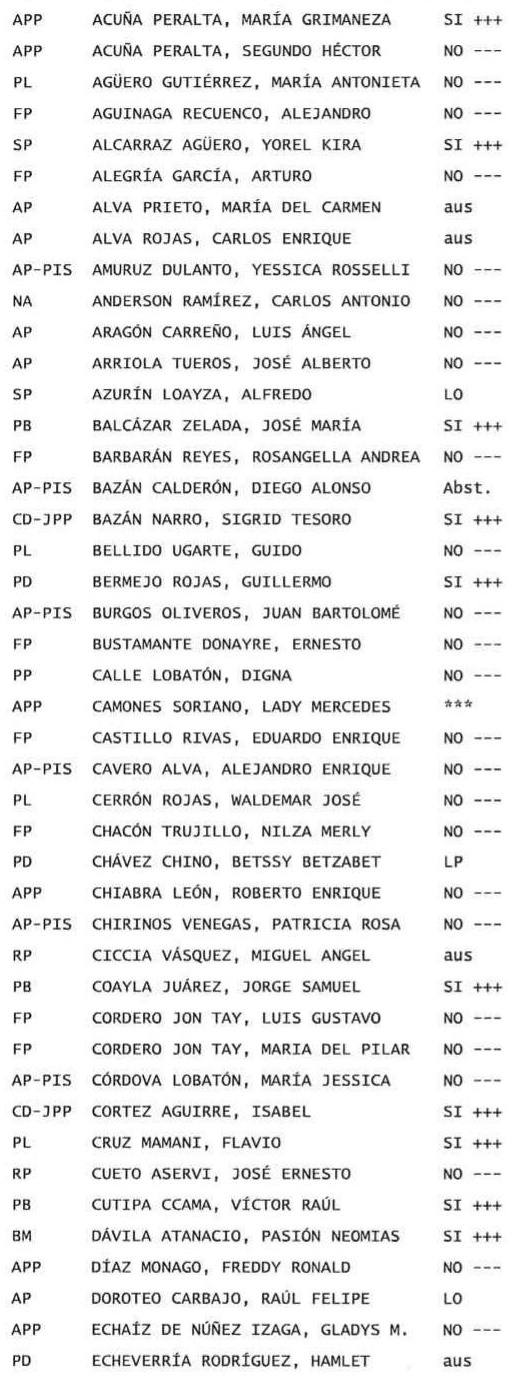 APP ACUÑA PERALTA, MARÍA GRIMANEZA SI +++
APP ACUÑA PERALTA, SEGUNDO HÉCTOR NO ---
PL AGÜERO GUTIÉRREZ, MARÍA ANTONIETA NO ---
FP AGUINAGA RECUENCO, ALEJANDRO NO ---
SP ALCARRAZ AGÜERO, YOREL KIRA SI +++
FP ALEGRÍA GARCÍA, ARTURO NO ---
AP ALVA PRIETO, MARÍA DEL CARMEN aus
AP ALVA ROJAS, CARLOS ENRIQUE aus
AP-PIS AMURUZ DULANTO, YESSICA ROSSELLI NO ---
NA ANDERSON RAMÍREZ, CARLOS ANTONIO NO ---
AP ARAGÓN CARREÑO, LUIS ÁNGEL NO ---
AP ARRIOLA TUEROS, JOSÉ ALBERTO NO ---
SP AZURÍN LOAYZA, ALFREDO LO
PB BALCÁZAR ZELADA, JOSÉ MARÍA SI +++
FP BARBARÁN REYES, ROSANGELLA ANDREA NO ---
AP-PIS BAZÁN CALDERÓN, DIEGO ALONSO Abst.
CD-JPP BAZÁN NARRO, SIGRID TESORO SI +++
PL BELLIDO UGARTE, GUIDO NO ---
PD BERMEJO ROJAS, GUILLERMO SI +++
AP-PIS BURGOS OLIVEROS, JUAN BARTOLOMÉ NO ---
FP BUSTAMANTE DONAYRE, ERNESTO NO ---
PP CALLE LOBATÓN, DIGNA NO ---
APP CAMONES SORIANO, LADY MERCEDES ***
FP CASTILLO RIVAS, EDUARDO ENRIQUE NO ---
AP-PIS CAVERO ALVA, ALEJANDRO ENRIQUE NO ---
PL CERRÓN ROJAS, WALDEMAR JOSÉ NO ---
FP CHACÓN TRUJILLO, NILZA MERLY NO ---
PD CHÁVEZ CHINO, BETSSY BETZABET LP
APP CHIABRA LEÓN, ROBERTO ENRIQUE NO ---
AP-PIS CHIRINOS VENEGAS, PATRICIA ROSA NO ---
RP CICCIA VÁSQUEZ, MIGUEL ANGEL aus
PB COAYLA JUÁREZ, JORGE SAMUEL SI +++
FP CORDERO JON TAY, LUIS GUSTAVO NO ---
FP CORDERO JON TAY, MARIA DEL PILAR NO ---
AP-PIS CÓRDOVA LOBATÓN, MARÍA JESSICA NO ---
CD-JPP CORTEZ AGUIRRE, ISABEL SI +++
PL CRUZ MAMANI, FLAVIO SI +++
RP CUETO ASERVI, JOSÉ ERNESTO NO ---
PB CUTIPA CCAMA, VÍCTOR RAÚL SI +++
BM DÁVILA ATANACIO, PASIÓN NEOMIAS SI +++
APP DÍAZ MONAGO, FREDDY RONALD NO ---
AP DOROTEO CARBAJO, RAÚL FELIPE LO
APP ECHAÍZ DE NÚÑEZ IZAGA, GLADYS M. NO ---
PD ECHEVERRÍA RODRÍGUEZ, HAMLET aus